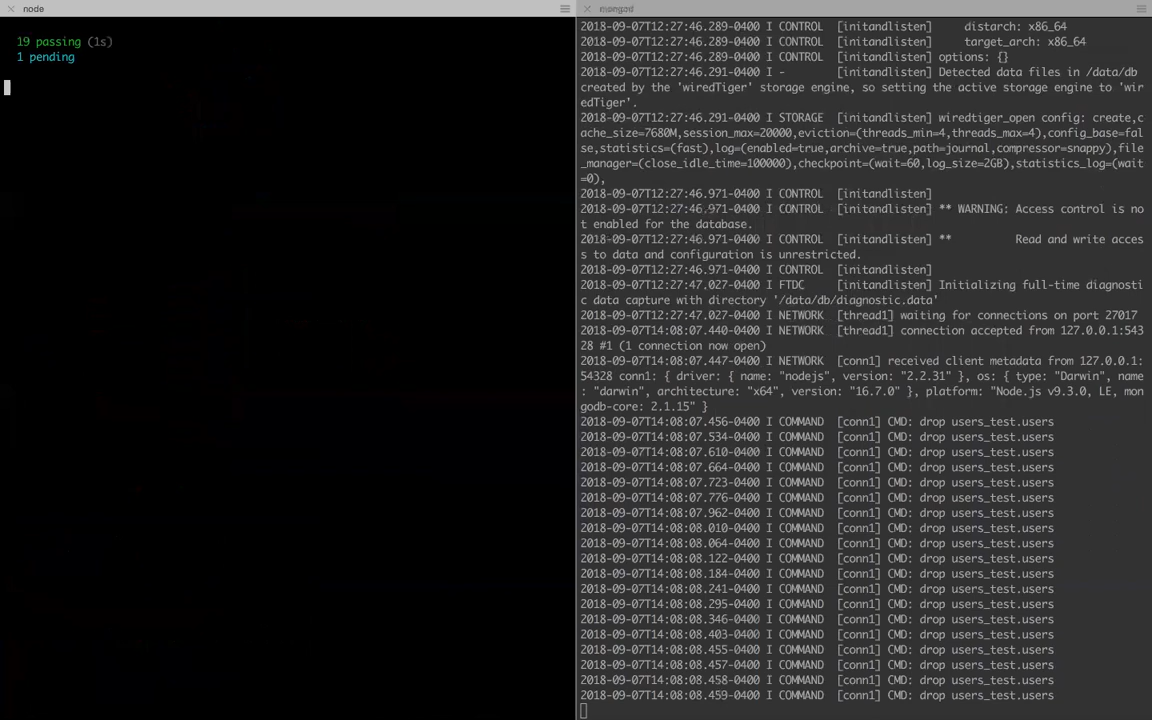 node
19 passing (1s)
1 pending
mongod
2018-09-07T12:27:46.289-0400 I CONTROL  [initandlisten]     distarch: x86_64
2018-09-07T12:27:46.289-0400 I CONTROL  [initandlisten]     target_arch: x86_64
2018-09-07T12:27:46.289-0400 I CONTROL  [initandlisten] options: {}
2018-09-07T12:27:46.291-0400 I -        [initandlisten] Detected data files in /data/db
created by the 'wiredTiger' storage engine, so setting the active storage engine to 'wir
edTiger'.
2018-09-07T12:27:46.291-0400 I STORAGE  [initandlisten] wiredtiger_open config: create,c
ache_size=7680M,session_max=20000,eviction=(threads_min=4,threads_max=4),config_base=fal
se,statistics=(fast),log=(enabled=true,archive=true,path=journal,compressor=snappy),file
_manager=(close_idle_time=100000),checkpoint=(wait=60,log_size=2GB),statistics_log=(wait
=0),
2018-09-07T12:27:46.971-0400 I CONTROL  [initandlisten]
2018-09-07T12:27:46.971-0400 I CONTROL  [initandlisten] ** WARNING: Access control is no
t enabled for the database.
2018-09-07T12:27:46.971-0400 I CONTROL  [initandlisten] **          Read and write acces
s to data and configuration is unrestricted.
2018-09-07T12:27:46.971-0400 I CONTROL  [initandlisten]
2018-09-07T12:27:47.027-0400 I FTDC     [initandlisten] Initializing full-time diagnosti
c data capture with directory '/data/db/diagnostic.data'
2018-09-07T12:27:47.027-0400 I NETWORK  [thread1] waiting for connections on port 27017
2018-09-07T14:08:07.440-0400 I NETWORK  [thread1] connection accepted from 127.0.0.1:543
28 #1 (1 connection now open)
2018-09-07T14:08:07.447-0400 I NETWORK  [conn1] received client metadata from 127.0.0.1:
54328 conn1: { driver: { name: "nodejs", version: "2.2.31" }, os: { type: "Darwin", name
: "darwin", architecture: "x64", version: "16.7.0" }, platform: "Node.js v9.3.0, LE, mon
godb-core: 2.1.15" }
2018-09-07T14:08:07.456-0400 I COMMAND  [conn1] CMD: drop users_test.users
2018-09-07T14:08:07.534-0400 I COMMAND  [conn1] CMD: drop users_test.users
2018-09-07T14:08:07.610-0400 I COMMAND  [conn1] CMD: drop users_test.users
2018-09-07T14:08:07.664-0400 I COMMAND  [conn1] CMD: drop users_test.users
2018-09-07T14:08:07.723-0400 I COMMAND  [conn1] CMD: drop users_test.users
2018-09-07T14:08:07.776-0400 I COMMAND  [conn1] CMD: drop users_test.users
2018-09-07T14:08:07.962-0400 I COMMAND  [conn1] CMD: drop users_test.users
2018-09-07T14:08:08.010-0400 I COMMAND  [conn1] CMD: drop users_test.users
2018-09-07T14:08:08.064-0400 I COMMAND  [conn1] CMD: drop users_test.users
2018-09-07T14:08:08.122-0400 I COMMAND  [conn1] CMD: drop users_test.users
2018-09-07T14:08:08.184-0400 I COMMAND  [conn1] CMD: drop users_test.users
2018-09-07T14:08:08.241-0400 I COMMAND  [conn1] CMD: drop users_test.users
2018-09-07T14:08:08.295-0400 I COMMAND  [conn1] CMD: drop users_test.users
2018-09-07T14:08:08.346-0400 I COMMAND  [conn1] CMD: drop users_test.users
2018-09-07T14:08:08.403-0400 I COMMAND  [conn1] CMD: drop users_test.users
2018-09-07T14:08:08.455-0400 I COMMAND  [conn1] CMD: drop users_test.users
2018-09-07T14:08:08.457-0400 I COMMAND  [conn1] CMD: drop users_test.users
2018-09-07T14:08:08.458-0400 I COMMAND  [conn1] CMD: drop users_test.users
2018-09-07T14:08:08.459-0400 I COMMAND  [conn1] CMD: drop users_test.users